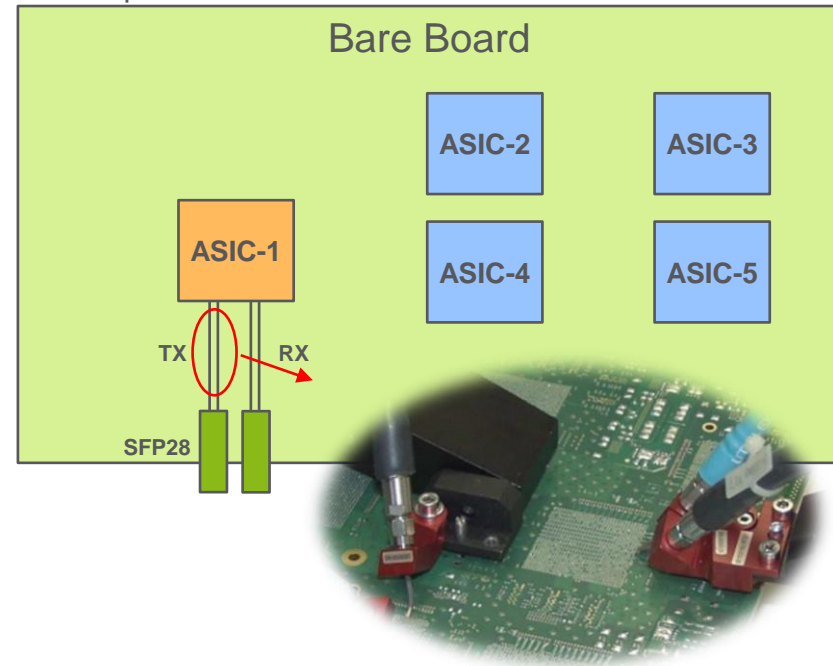 Bare Board
ASIC-2
ASIC-3
ASIC-1
ASIC-4
ASIC-5
TX
RX
SFP28